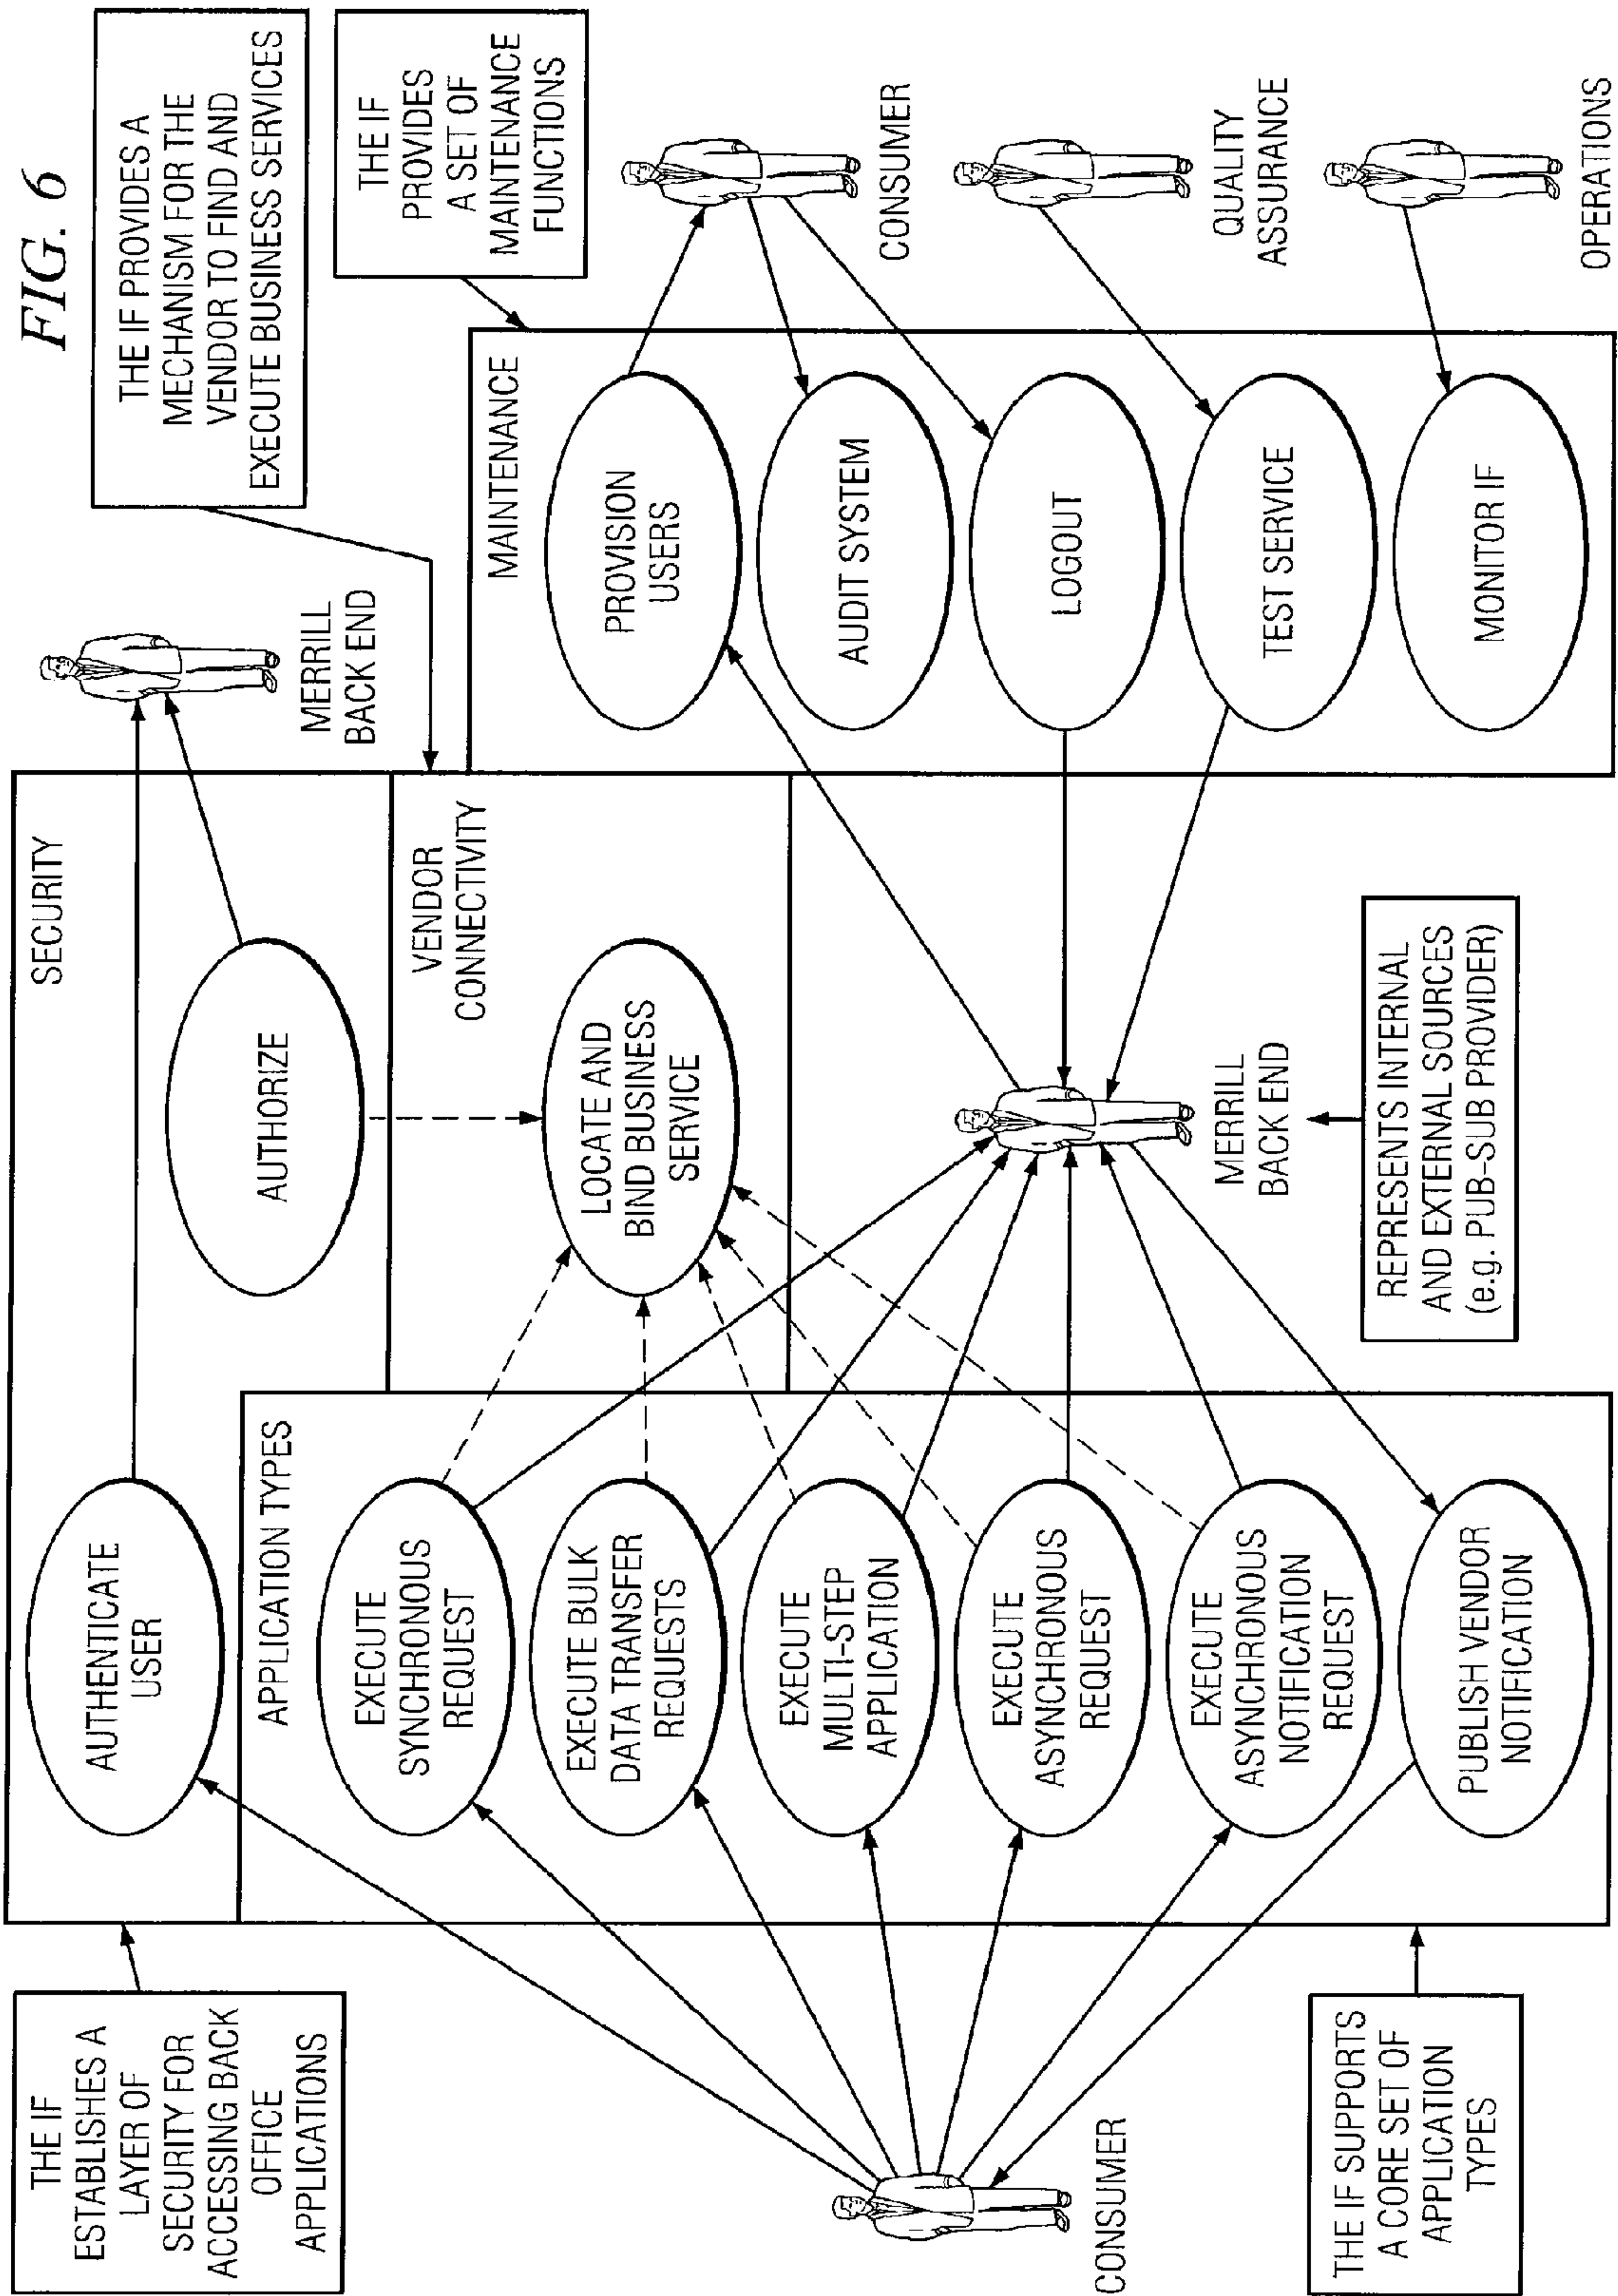 FIG. 6
THE IF
ESTABLISHES A
LAYER OF
SECURITY FOR
ACCESSING BACK
OFFICE
APPLICATIONS
SECURITY
AUTHENTICATE
USER
AUTHORIZE
MERRILL
BACK END
THE IF PROVIDES A
MECHANISM FOR THE
VENDOR TO FIND AND
EXECUTE BUSINESS SERVICES
VENDOR
CONNECTIVITY
LOCATE AND
BIND BUSINESS
SERVICE
APPLICATION TYPES
EXECUTE
SYNCHRONOUS
REQUEST
EXECUTE BULK
DATA TRANSFER
REQUESTS
EXECUTE
MULTI-STEP
APPLICATION
EXECUTE
ASYNCHRONOUS
REQUEST
EXECUTE
ASYNCHRONOUS
NOTIFICATION
REQUEST
PUBLISH VENDOR
NOTIFICATION
CONSUMER
THE IF SUPPORTS
A CORE SET OF
APPLICATION
TYPES
MERRILL
BACK END
REPRESENTS INTERNAL
AND EXTERNAL SOURCES
(e.g. PUB-SUB PROVIDER)
THE IF
PROVIDES
A SET OF
MAINTENANCE
FUNCTIONS
MAINTENANCE
PROVISION
USERS
AUDIT SYSTEM
LOGOUT
TEST SERVICE
MONITOR IF
CONSUMER
QUALITY
ASSURANCE
OPERATIONS